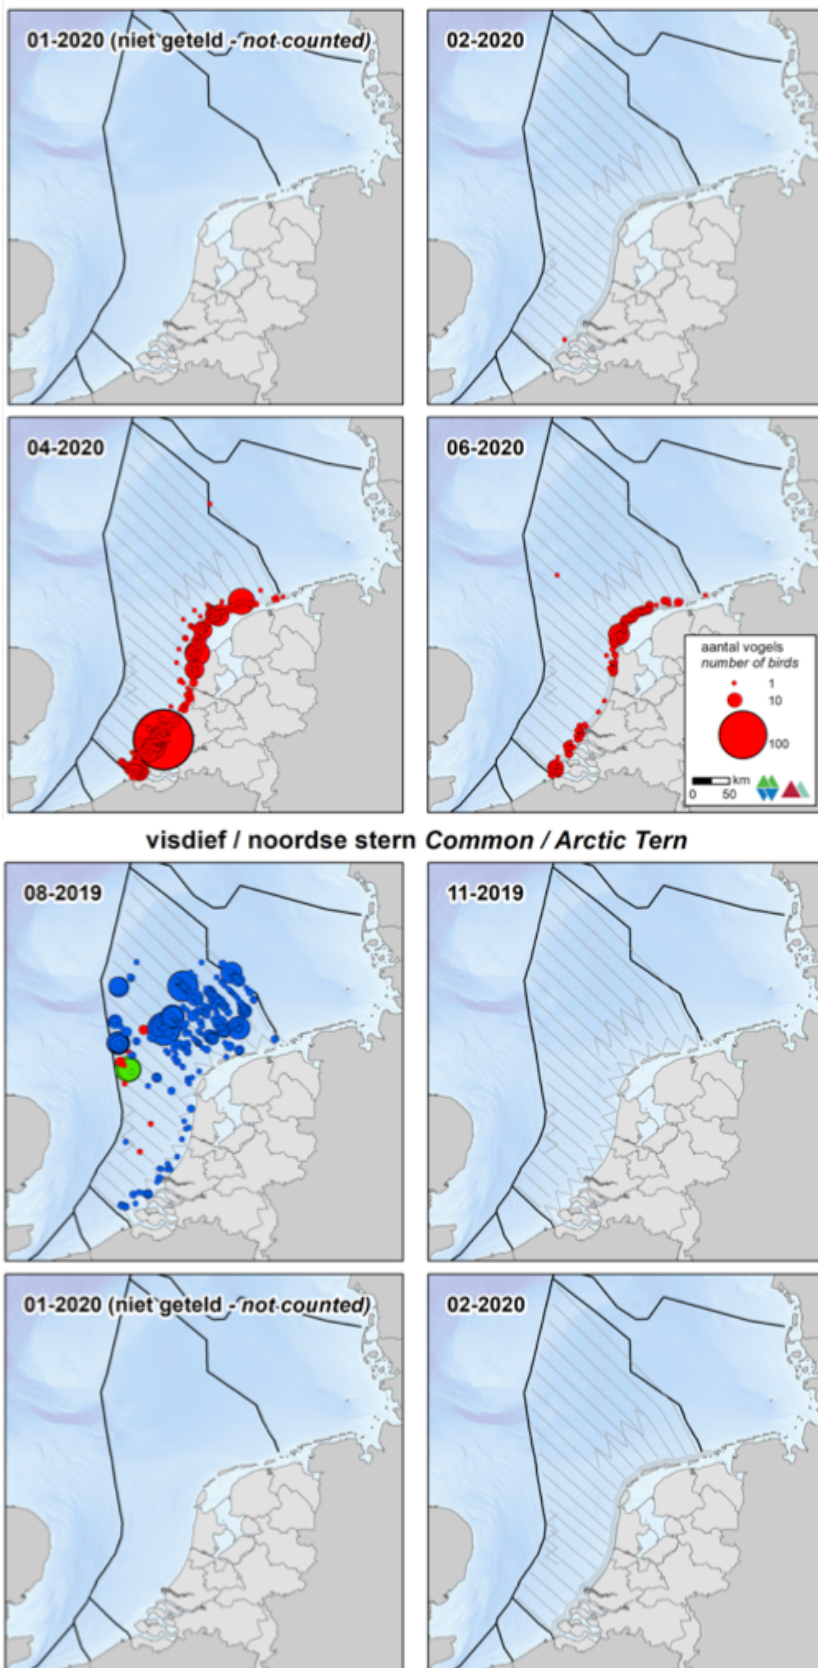 01-2020 (niet geteld - not counted)
02-2020
04-2020
06-2020
aantal vogels
number of birds
1
10
100
km
0 50
visdief / noordse stern Common / Arctic Tern
08-2019
11-2019
01-2020 (niet geteld - not counted)
02-2020